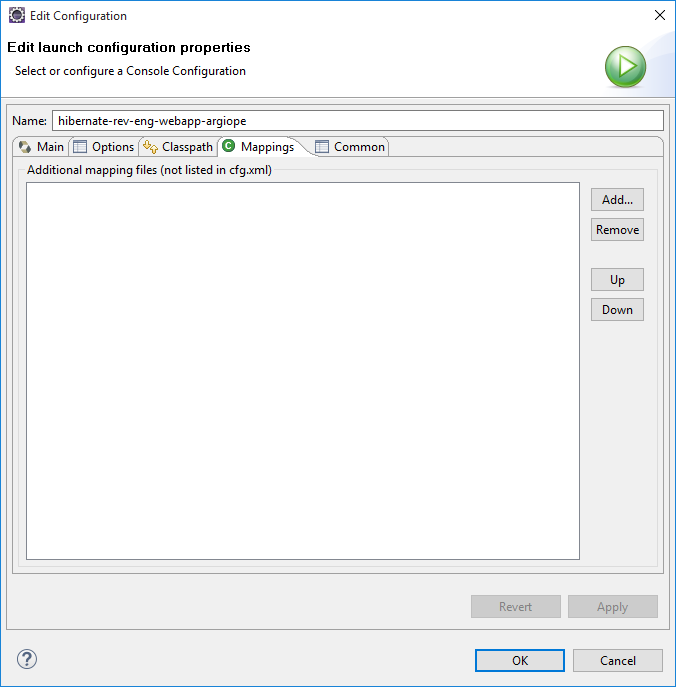 Edit Configuration
Edit launch configuration properties
Select or configure a Console Configuration
Name: hibernate-rev-eng-webapp-argiope
Main Options Classpath Mappings Common
Additional mapping files (not listed in cfg.xml)
Add...
Remove
Up
Down
Revert Apply
OK Cancel